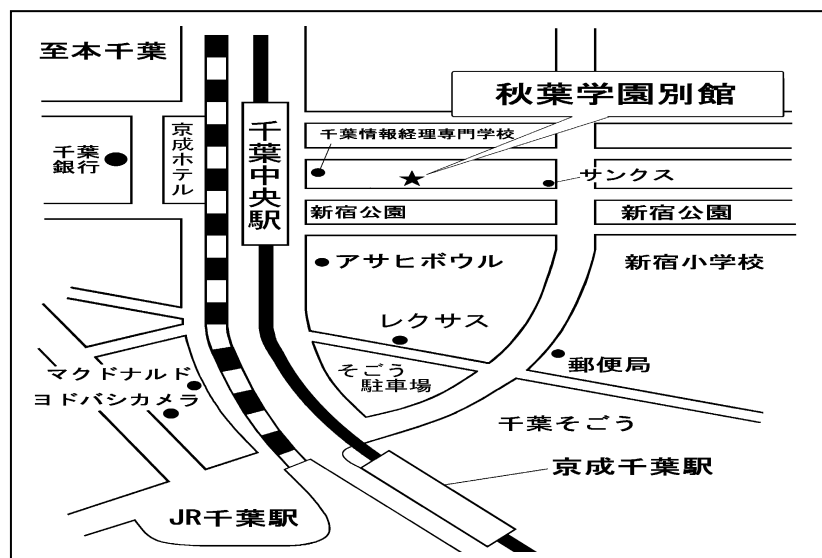 至本千葉
秋葉学園別館
京成ホテル
千葉中央駅
千葉情報経理専門学校
千葉
銀行
サンクス
新宿公園
新宿公園
アサヒボウル
新宿小学校
レクサス
マクドナルド
そごう
駐車場
郵便局
ヨドバシカメラ
千葉そごう
京成千葉駅
JR千葉駅